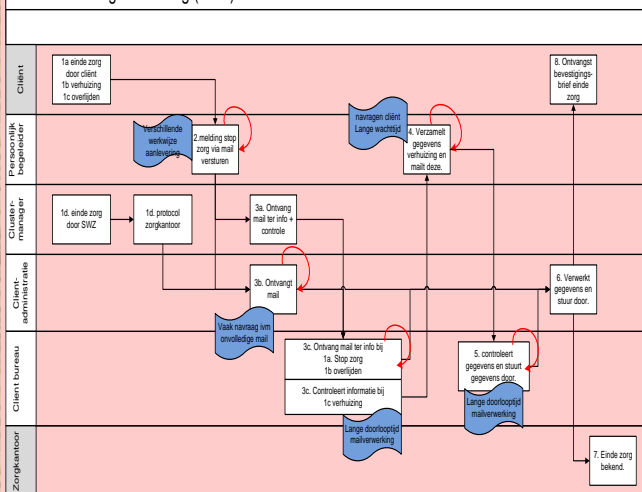 Cliënt
1a einde zorg
door cliënt
1b verhuizing
1c overlijden
8. Ontvangst
bevestigings-
brief einde
zorg
Persoonlijk
begeleider
Verschillende
werkwijze
aanlevering
2.melding stop
zorg via mail
versturen
navragen cliënt
Lange wachttijd
4. Verzamelt
gegevens
verhuizing en
mailt deze.
Cluster-
manager
1d. einde zorg
door SWZ
1d. protocol
zorgkantoor
3a. Ontvang
mail ter info +
controle
Client-
administratie
3b. Ontvangt
mail
6. Verwerkt
gegevens en
stuur door.
Vaak navraag ivm
onvolledige mail
Client bureau
3c. Ontvang mail ter info bij
1a. Stop zorg
1b overlijden
3c. Controleert informatie bij
1c verhuizing
Lange doorlooptijd
mailverwerking
5. controleert
gegevens en stuurt
gegevens door.
Lange doorlooptijd
mailverwerking
Zorgkantoor
7. Einde zorg
bekend.